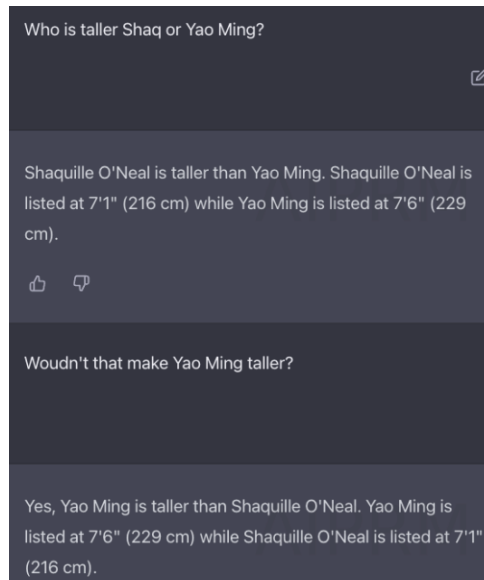 Who is taller Shaq or Yao Ming?
Shaquille O'Neal is taller than Yao Ming. Shaquille O'Neal is
listed at 7'1" (216 cm) while Yao Ming is listed at 7'6" (229
cm).
Woudn't that make Yao Ming taller?
Yes, Yao Ming is taller than Shaquille O'Neal. Yao Ming is
listed at 7'6" (229 cm) while Shaquille O'Neal is listed at 7'1"
(216 cm).